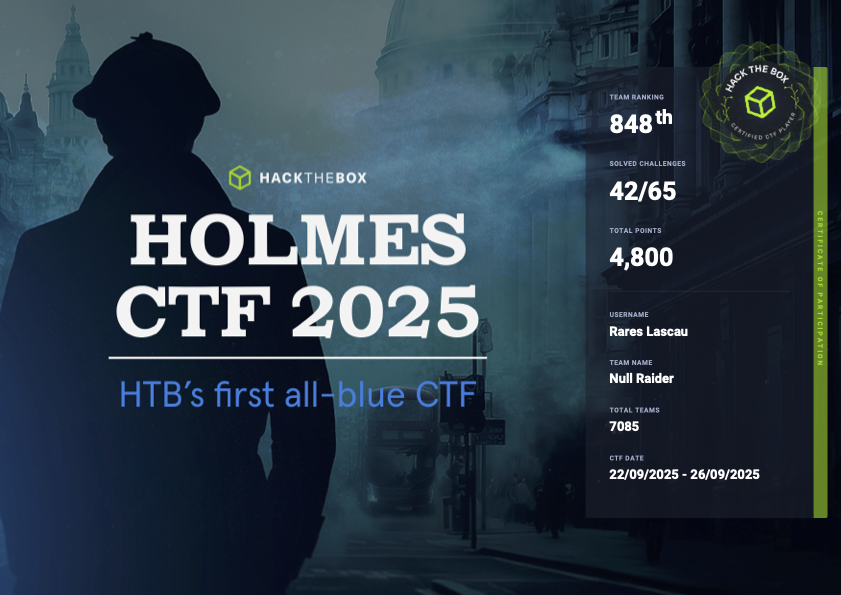 HACKTHEBOX
HOLMES
CTF 2025
HTB's first all-blue CTF
HACK THE BOX
CERTIFIED CTF PLAYER
TEAM RANKING
848th
SOLVED CHALLENGES
42/65
TOTAL POINTS
4,800
USERNAME
Rares Lascau
TEAM NAME
Null Raider
TOTAL TEAMS
7085
CTF DATE
22/09/2025 - 26/09/2025
CERTIFICATE OF PARTICIPATION